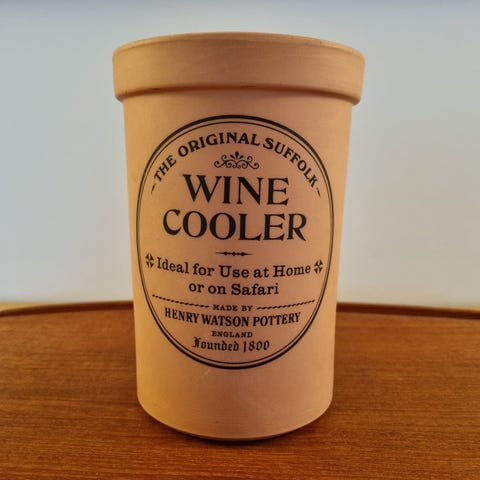 THE ORIGINAL SUFFOLK
WINE
COOLER
Ideal for Use at Home
or on Safari
MADE BY
HENRY WATSON POTTERY
ENGLAND
Founded 1800